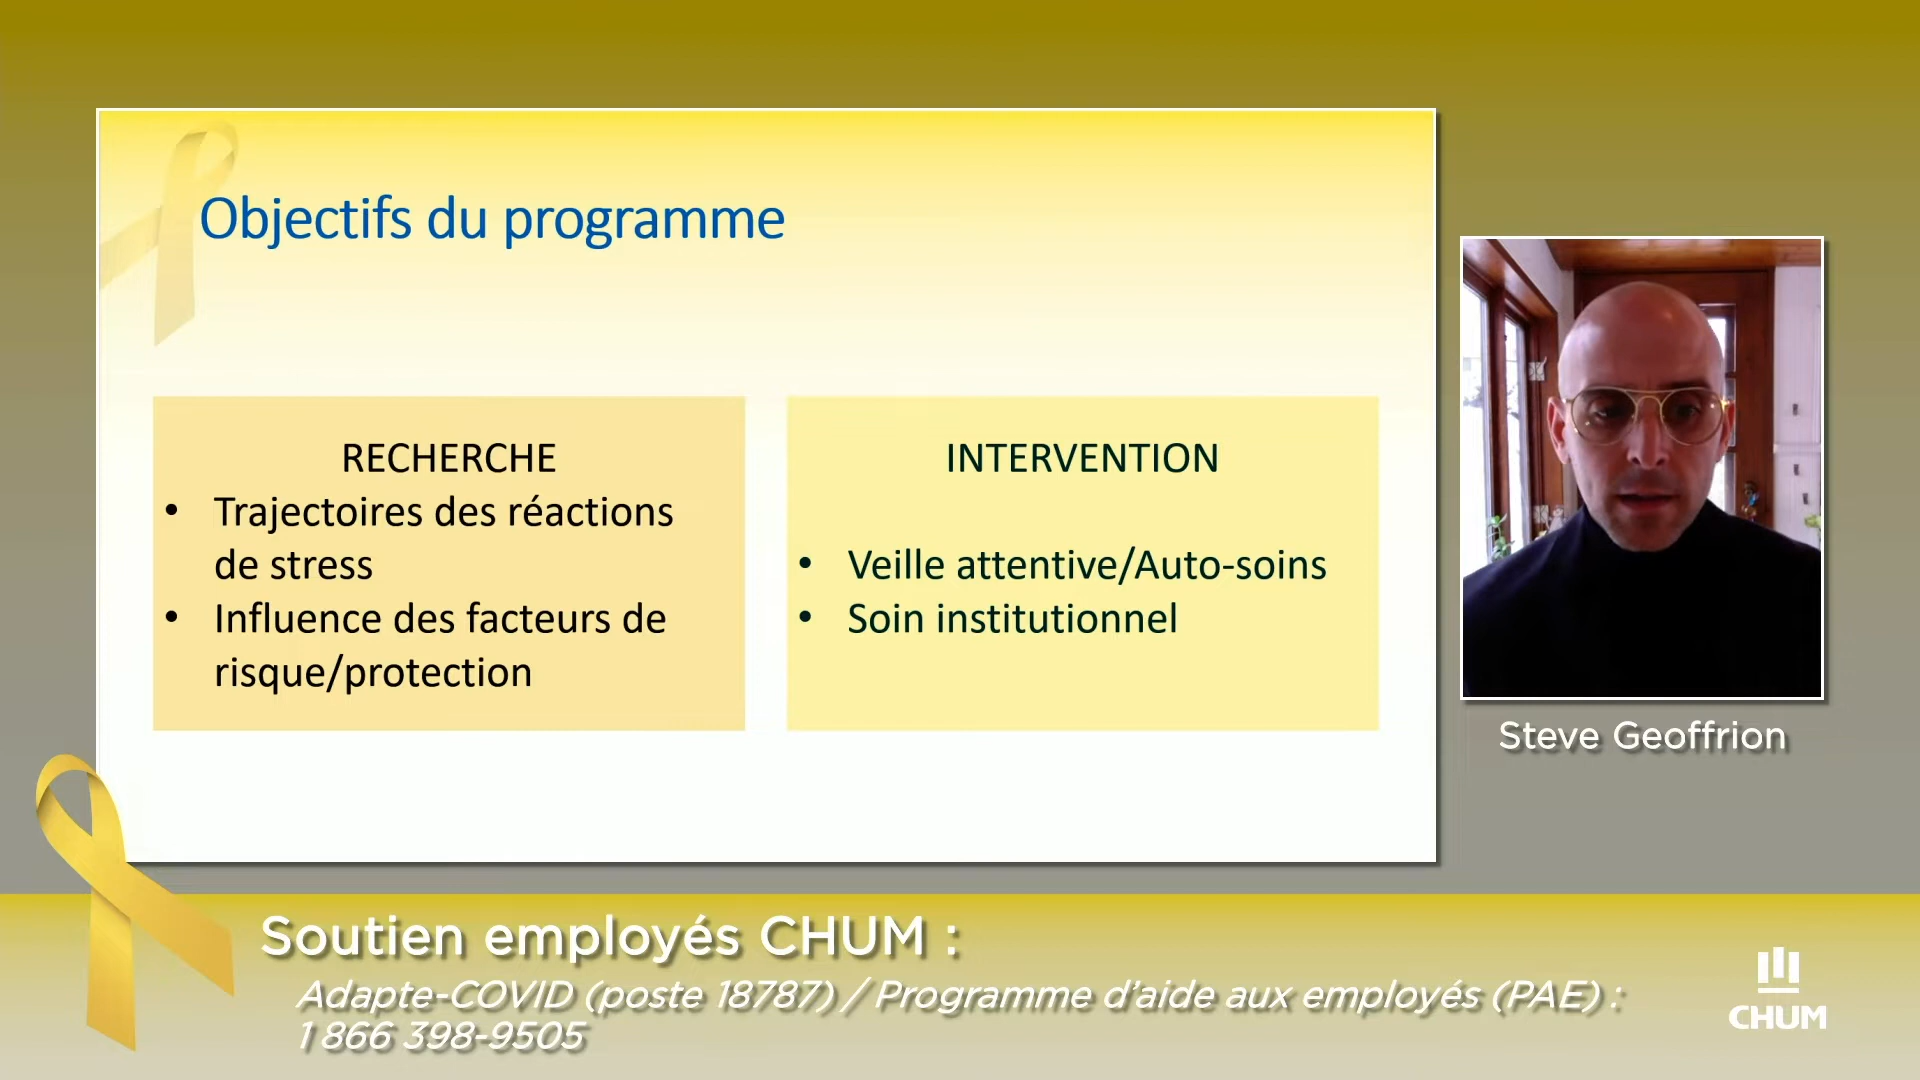 Objectifs du programme
RECHERCHE
• Trajectoires des réactions
de stress
• Influence des facteurs de
risque/protection
INTERVENTION
• Veille attentive/Auto-soins
• Soin institutionnel
Steve Geoffrion
Soutien employés CHUM :
Adapte-COVID (poste 18787) / Programme d'aide aux employés (PAE) :
1 866 398-9505
CHUM